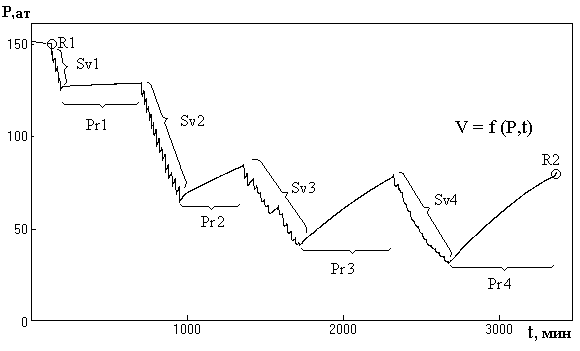 P,ат
150
R1
Sv1
Pr1
Sv2
100
V = f (P,t)
R2
Sv3
Sv4
Pr2
50
Pr3
Pr4
0
1000
2000
3000
t, мин